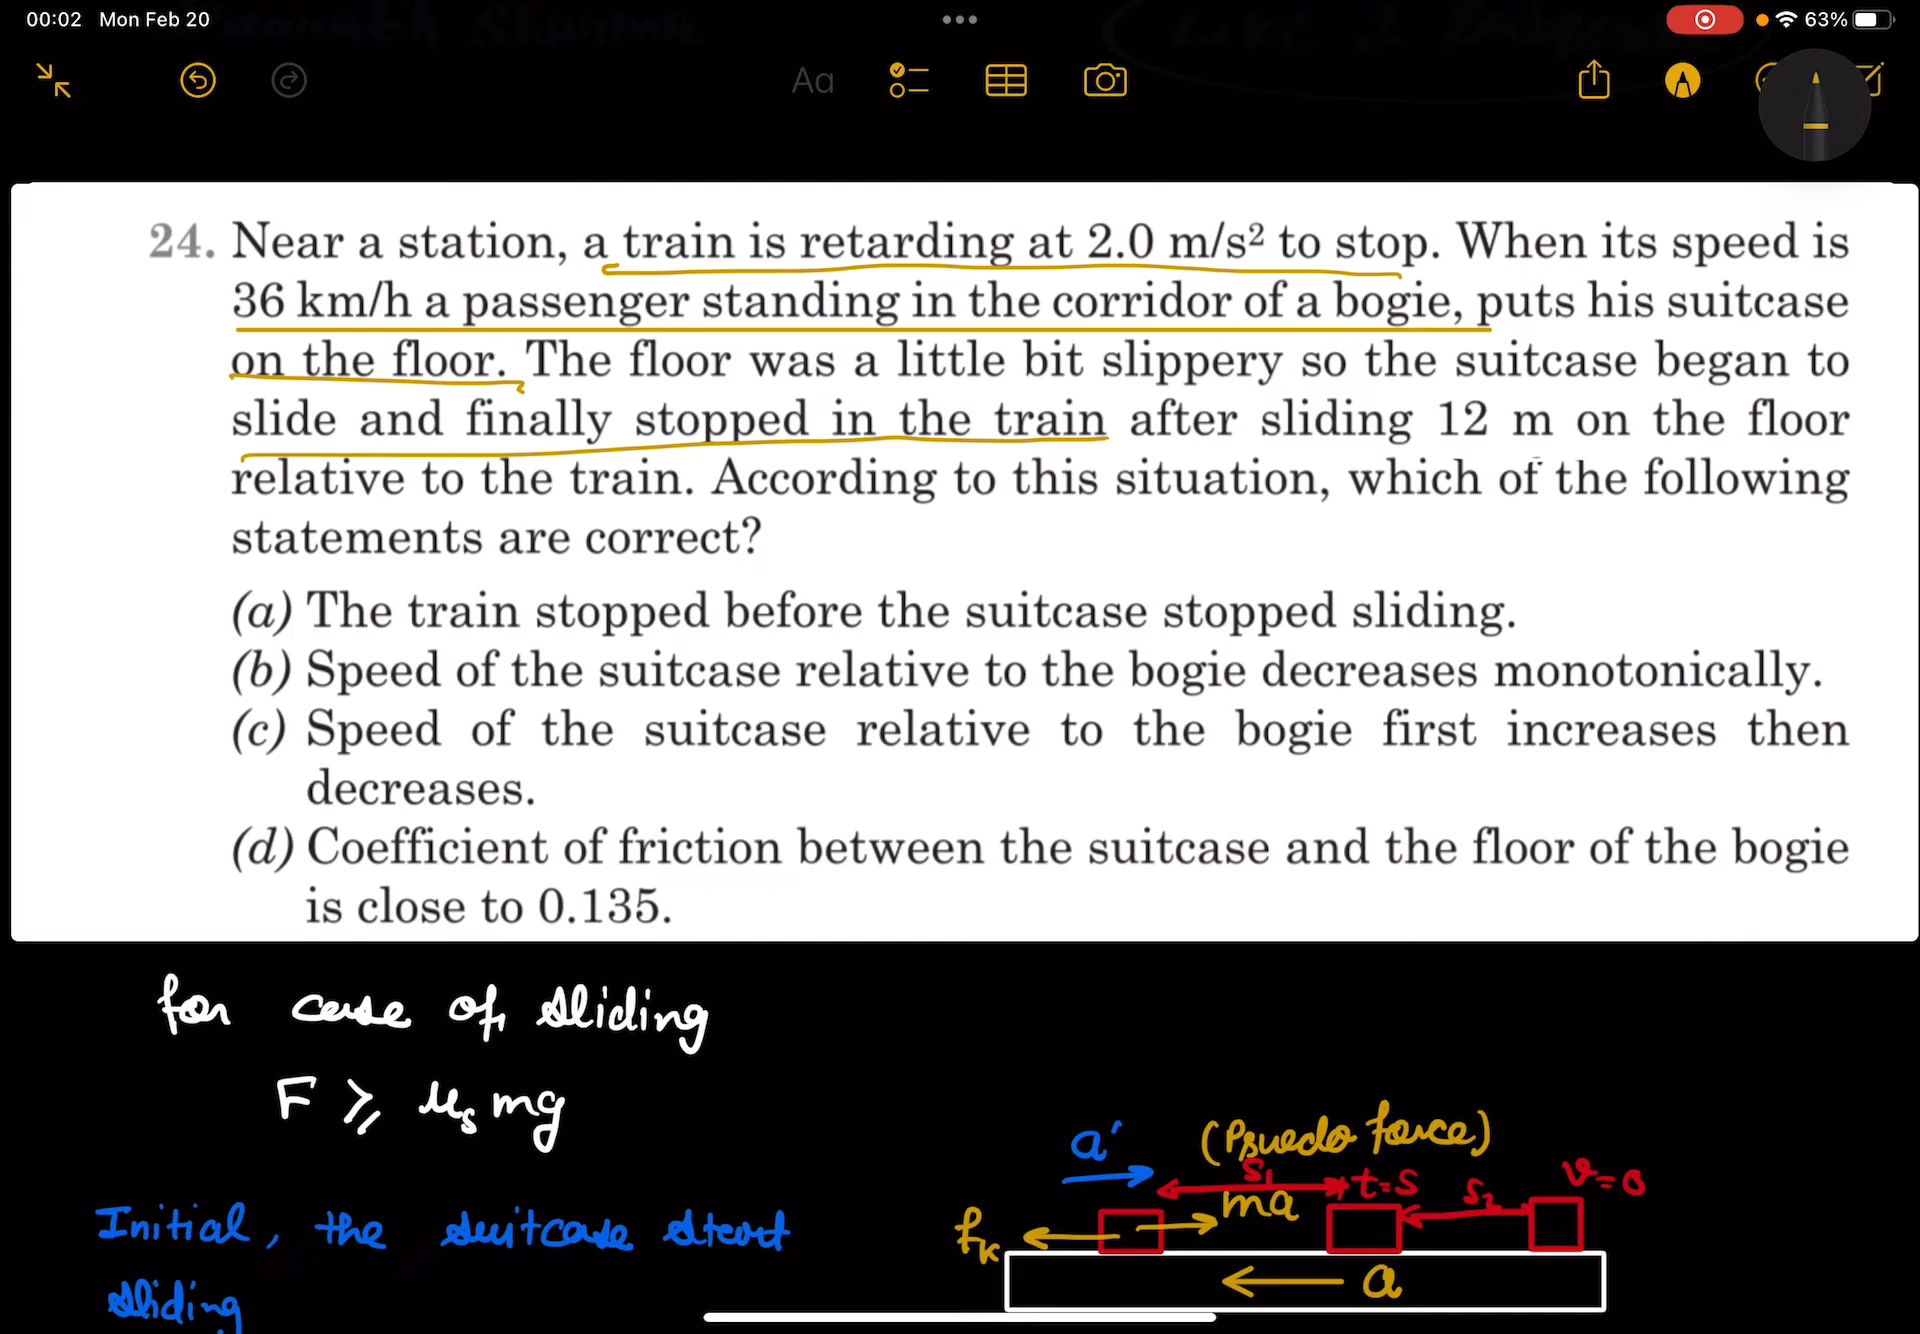 00:02 Mon Feb 20
63%
Aa
24. Near a station, a train is retarding at 2.0 m/s² to stop. When its speed is
36 km/h a passenger standing in the corridor of a bogie, puts his suitcase
on the floor. The floor was a little bit slippery so the suitcase began to
slide and finally stopped in the train after sliding 12 m on the floor
relative to the train. According to this situation, which of the following
statements are correct?
(a) The train stopped before the suitcase stopped sliding.
(b) Speed of the suitcase relative to the bogie decreases monotonically.
(c) Speed of the suitcase relative to the bogie first increases then
decreases.
(d) Coefficient of friction between the suitcase and the floor of the bogie
is close to 0.135.
for case of sliding
F ⩾ μs mg
a' (Psuedo force)
S₁ t=5 S₂ v=0
ma
fk
a
Initial, the suitcase start
sliding